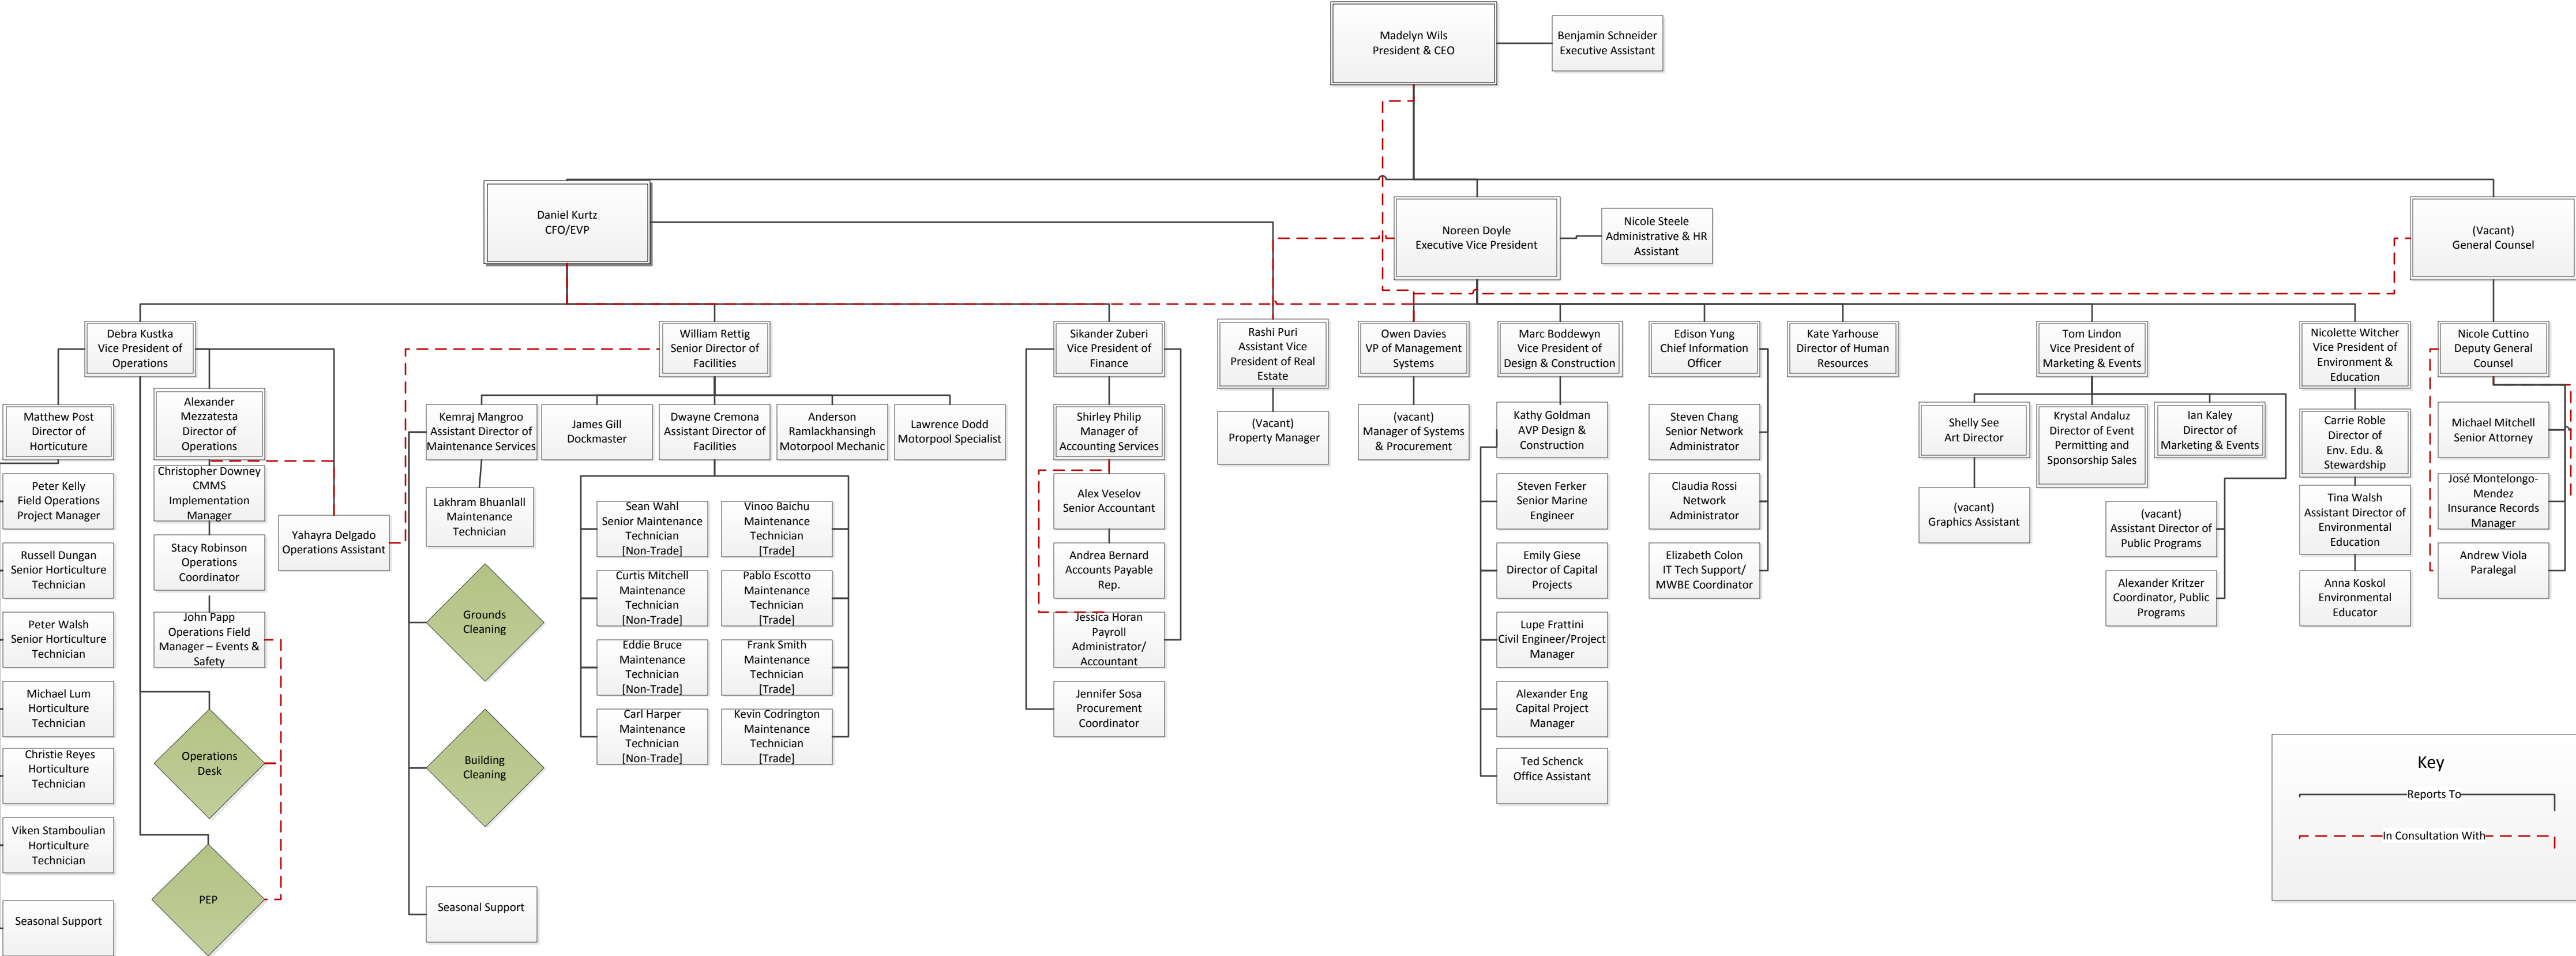 Madelyn Wils
President & CEO
Benjamin Schneider
Executive Assistant
Daniel Kurtz
CFO/EVP
Noreen Doyle
Executive Vice President
Nicole Steele
Administrative & HR
Assistant
(Vacant)
General Counsel
Debra Kustka
Vice President of
Operations
William Rettig
Senior Director of
Facilities
Sikander Zuberi
Vice President of
Finance
Rashi Puri
Assistant Vice
President of Real
Estate
Owen Davies
VP of Management
Systems
Marc Boddewyn
Vice President of
Design & Construction
Edison Yung
Chief Information
Officer
Kate Yarhouse
Director of Human
Resources
Tom Lindon
Vice President of
Marketing & Events
Nicolette Witcher
Vice President of
Environment &
Education
Nicole Cuttino
Deputy General
Counsel
Matthew Post
Director of
Horticuture
Peter Kelly
Field Operations
Project Manager
Russell Dungan
Senior Horticulture
Technician
Peter Walsh
Senior Horticulture
Technician
Michael Lum
Horticulture
Technician
Christie Reyes
Horticulture
Technician
Viken Stamboulian
Horticulture
Technician
Seasonal Support
Alexander
Mezzatesta
Director of
Operations
Christopher Downey
CMMS
Implementation
Manager
Stacy Robinson
Operations
Coordinator
John Papp
Operations Field
Manager – Events &
Safety
Operations
Desk
PEP
Yahayra Delgado
Operations Assistant
Kemraj Mangroo
Assistant Director of
Maintenance Services
Lakhram Bhuanlall
Maintenance
Technician
Grounds
Cleaning
Building
Cleaning
Seasonal Support
James Gill
Dockmaster
Dwayne Cremona
Assistant Director of
Facilities
Anderson
Ramlackhansingh
Motorpool Mechanic
Lawrence Dodd
Motorpool Specialist
Sean Wahl
Senior Maintenance
Technician
[Non-Trade]
Vinoo Baichu
Maintenance
Technician
[Trade]
Curtis Mitchell
Maintenance
Technician
[Non-Trade]
Pablo Escotto
Maintenance
Technician
[Trade]
Eddie Bruce
Maintenance
Technician
[Non-Trade]
Frank Smith
Maintenance
Technician
[Trade]
Carl Harper
Maintenance
Technician
[Non-Trade]
Kevin Codrington
Maintenance
Technician
[Trade]
Shirley Philip
Manager of
Accounting Services
Alex Veselov
Senior Accountant
Andrea Bernard
Accounts Payable
Rep.
Jessica Horan
Payroll
Administrator/
Accountant
Jennifer Sosa
Procurement
Coordinator
(Vacant)
Property Manager
(vacant)
Manager of Systems
& Procurement
Kathy Goldman
AVP Design &
Construction
Steven Ferker
Senior Marine
Engineer
Emily Giese
Director of Capital
Projects
Lupe Frattini
Civil Engineer/Project
Manager
Alexander Eng
Capital Project
Manager
Ted Schenck
Office Assistant
Steven Chang
Senior Network
Administrator
Claudia Rossi
Network
Administrator
Elizabeth Colon
IT Tech Support/
MWBE Coordinator
Shelly See
Art Director
(vacant)
Graphics Assistant
Krystal Andaluz
Director of Event
Permitting and
Sponsorship Sales
Ian Kaley
Director of
Marketing & Events
(vacant)
Assistant Director of
Public Programs
Alexander Kritzer
Coordinator, Public
Programs
Carrie Roble
Director of
Env. Edu. &
Stewardship
Tina Walsh
Assistant Director of
Environmental
Education
Anna Koskol
Environmental
Educator
Michael Mitchell
Senior Attorney
José Montelongo-
Mendez
Insurance Records
Manager
Andrew Viola
Paralegal
Key
Reports To
In Consultation With